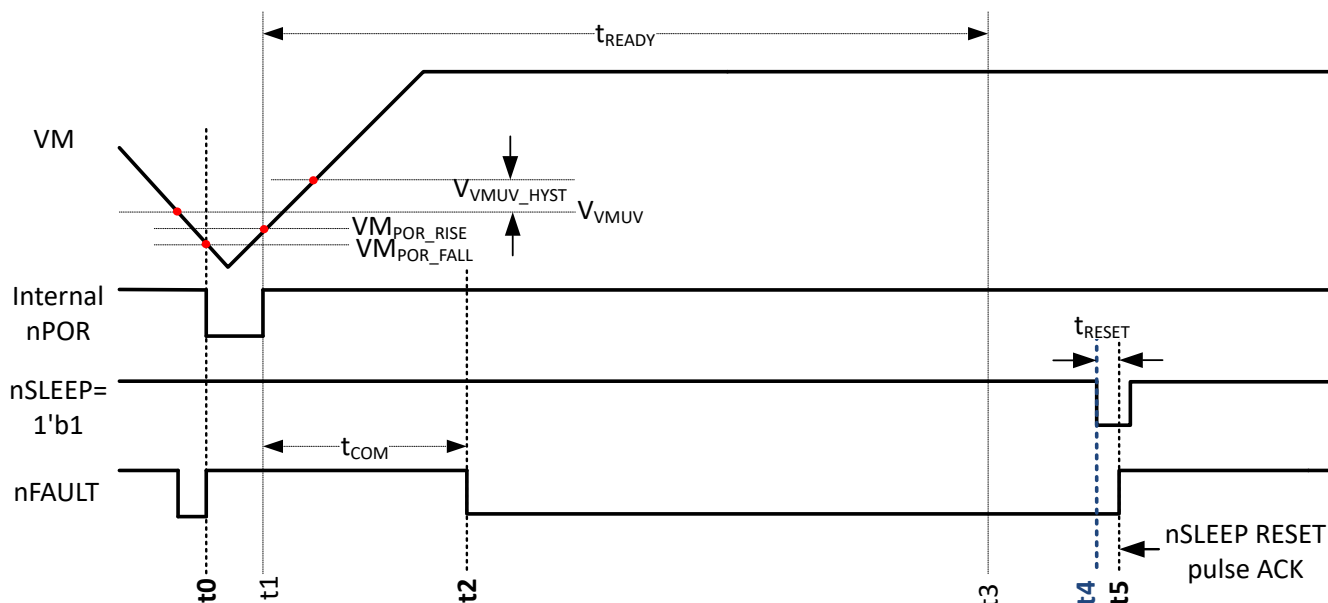 tREADY
VM
VVMUV_HYST
VVMUV
VMPOR_RISE
VMPOR_FALL
Internal
nPOR
tRESET
nSLEEP=
1'b1
tCOM
nFAULT
nSLEEP RESET
pulse ACK
t0
t1
t2
t3
t4
t5